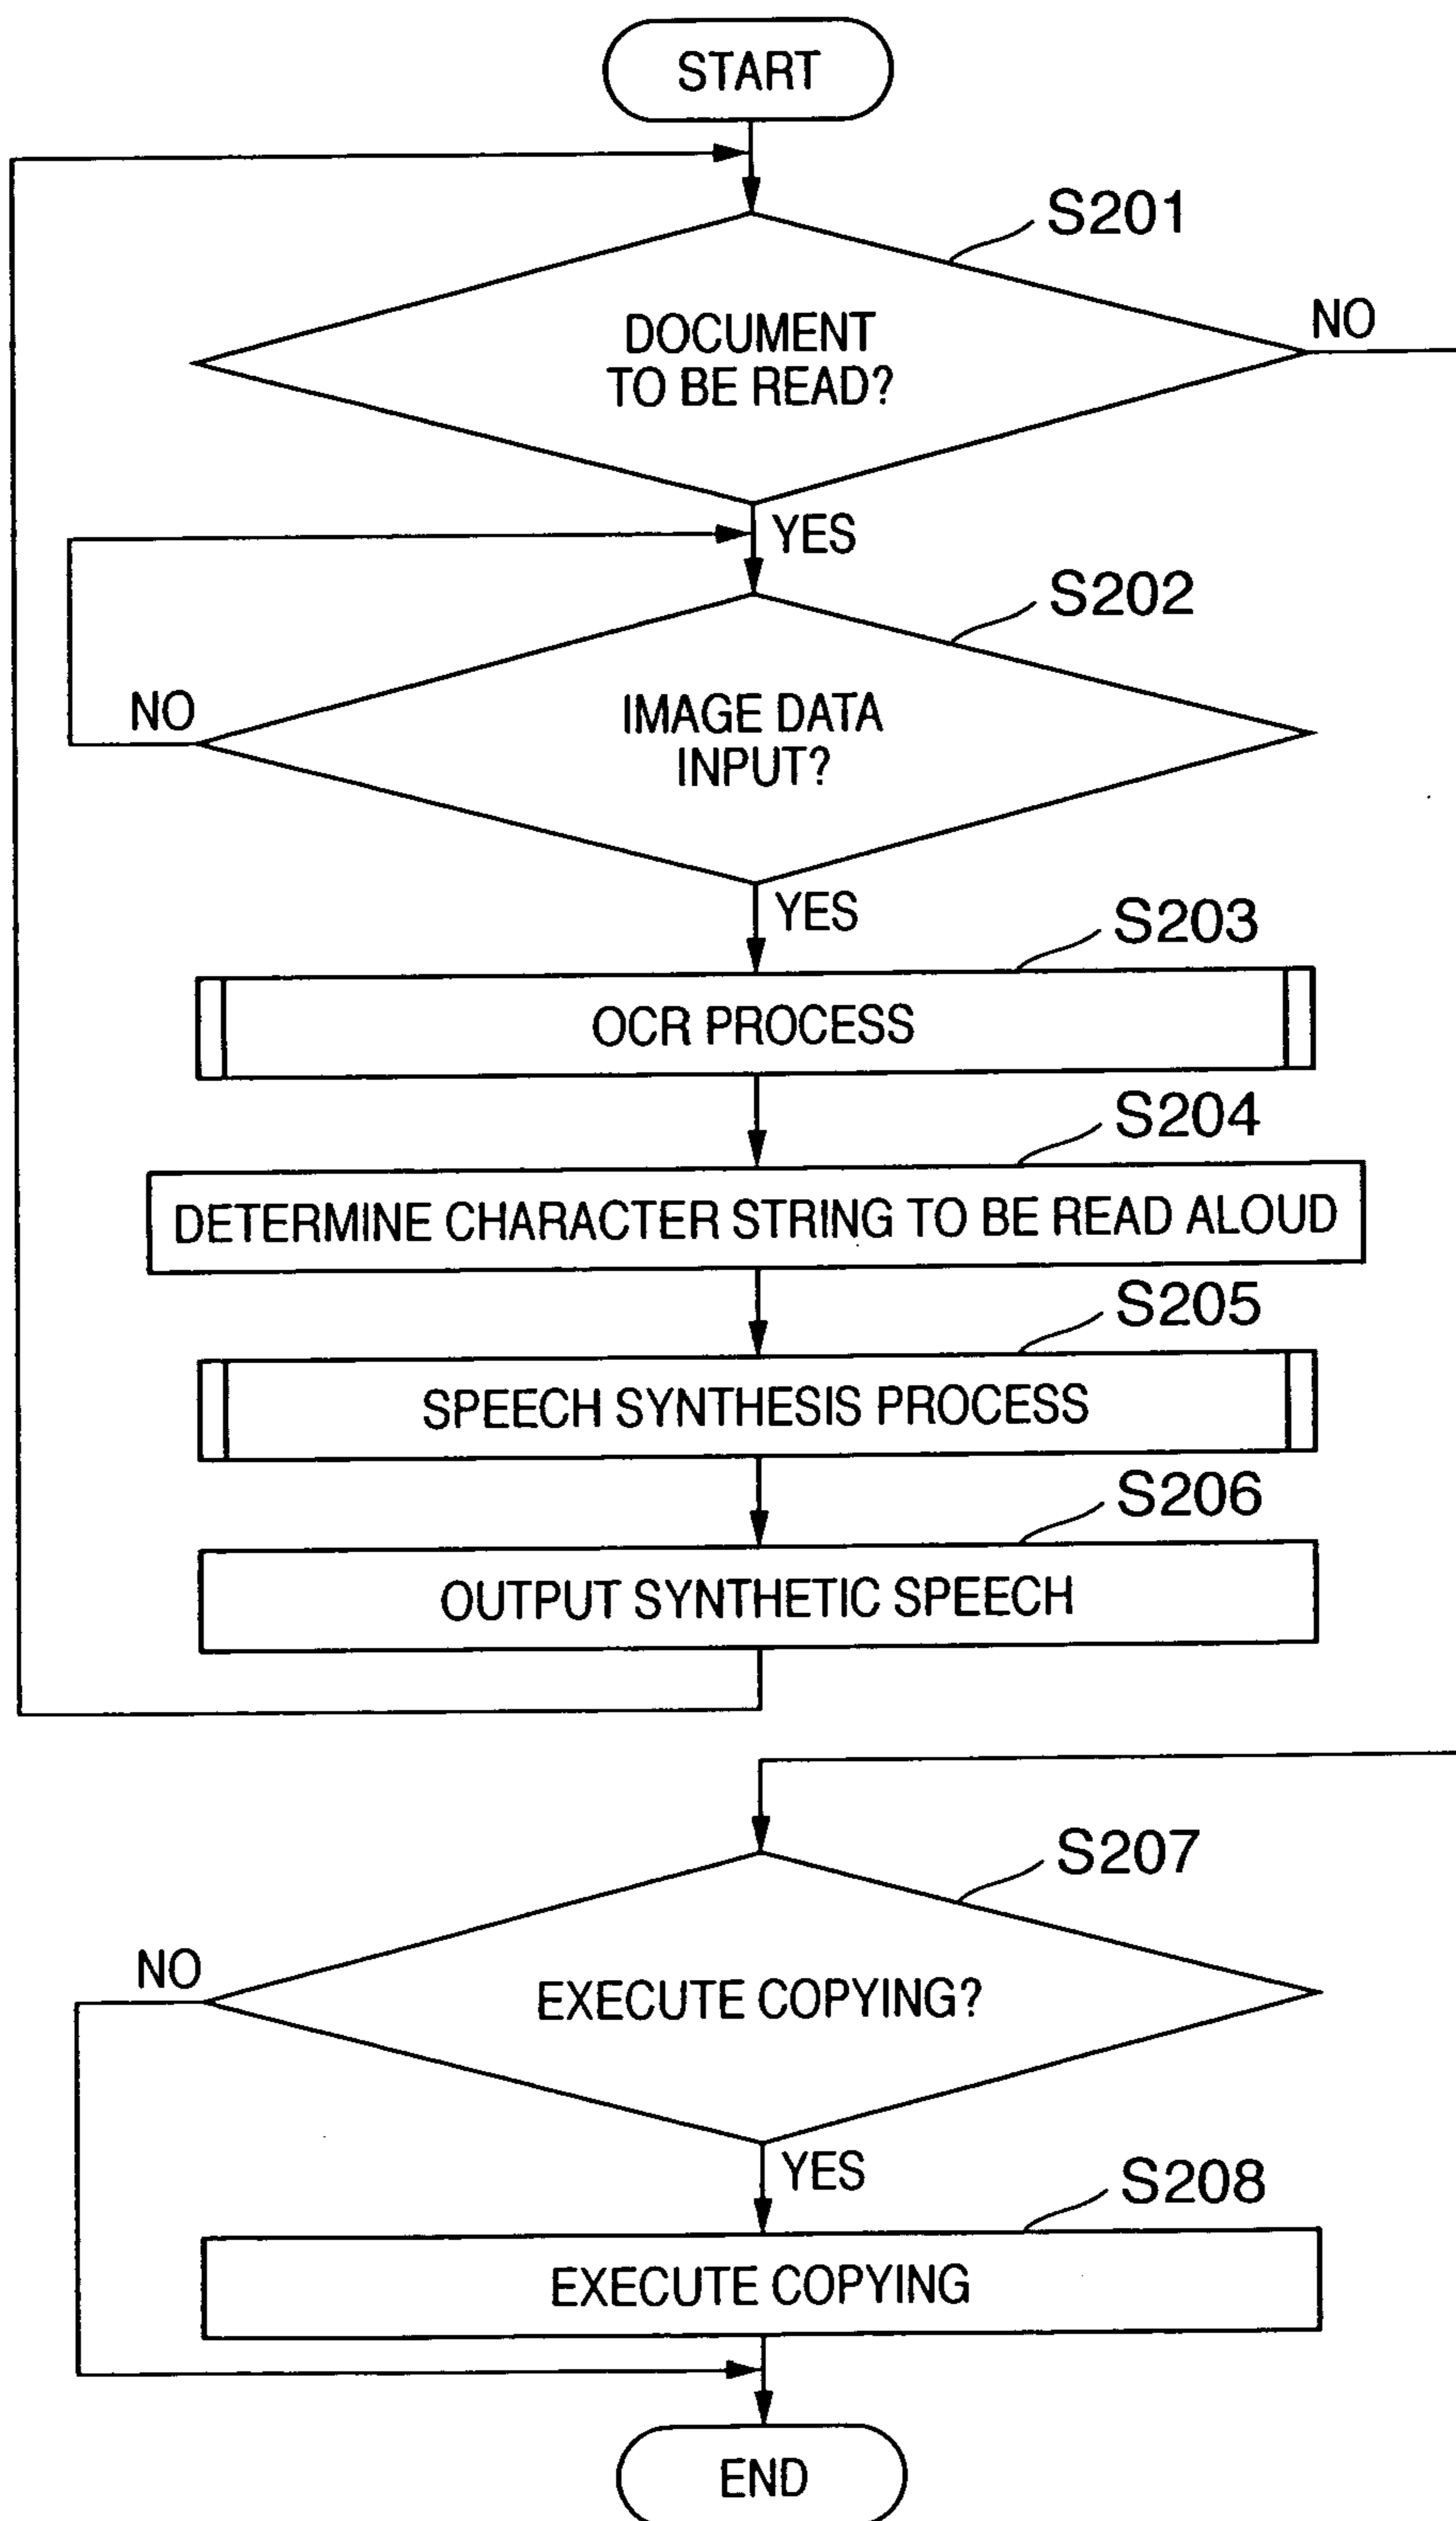 START
S201
DOCUMENT
TO BE READ?
NO
YES
S202
IMAGE DATA
INPUT?
NO
YES
S203
OCR PROCESS
S204
DETERMINE CHARACTER STRING TO BE READ ALOUD
S205
SPEECH SYNTHESIS PROCESS
S206
OUTPUT SYNTHETIC SPEECH
S207
NO
EXECUTE COPYING?
YES
S208
EXECUTE COPYING
END